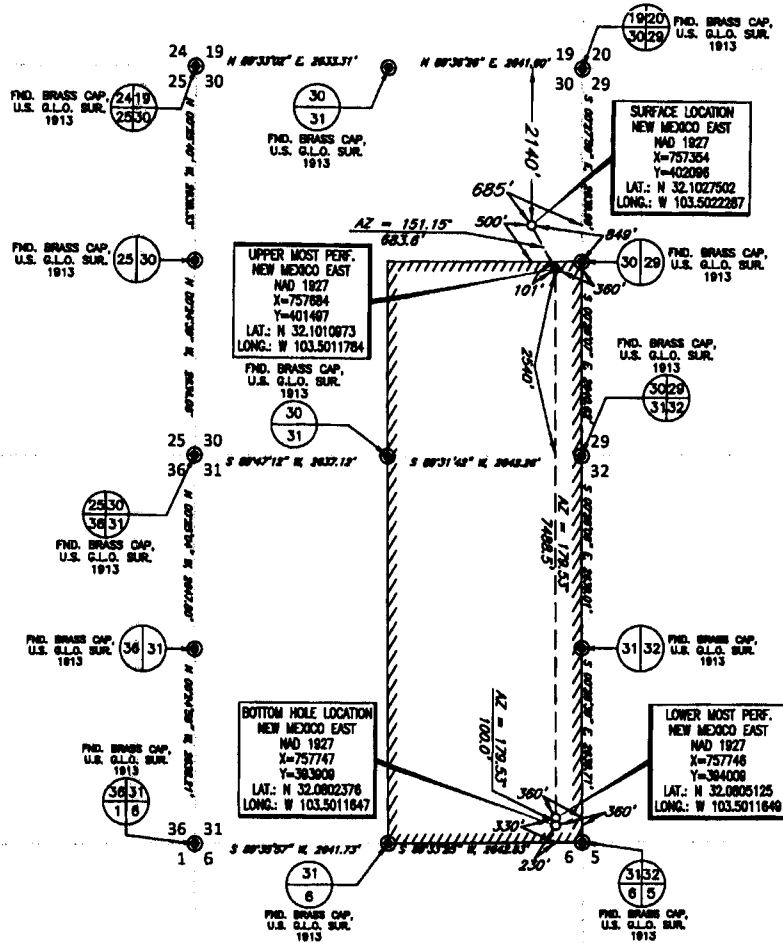 24 19
25 30
N 89°33'02" E, 2633.31'
N 89°36'26" E, 2641.60'
19 20
30 29
19 20
30 29
FND. BRASS CAP,
U.S. G.L.O. SUR.
1913
FND. BRASS CAP,
U.S. G.L.O. SUR.
1913
24 19
25 30
30
31
FND. BRASS CAP,
U.S. G.L.O. SUR.
1913
2140'
SURFACE LOCATION
NEW MEXICO EAST
NAD 1927
X=757354
Y=402096
LAT.: N 32.1027502
LONG.: W 103.5022287
685'
500'
849'
AZ = 151.15°
683.6'
25 30
FND. BRASS CAP,
U.S. G.L.O. SUR.
1913
UPPER MOST PERF.
NEW MEXICO EAST
NAD 1927
X=757684
Y=401497
LAT.: N 32.1010973
LONG.: W 103.5011784
101'
360'
30 29
FND. BRASS CAP,
U.S. G.L.O. SUR.
1913
2540'
FND. BRASS CAP,
U.S. G.L.O. SUR.
1913
30
31
FND. BRASS CAP,
U.S. G.L.O. SUR.
1913
30 29
31 32
25 30
36 31
S 89°47'12" W, 2637.12'
S 89°31'42" W, 2643.26'
29
32
25 30
36 31
FND. BRASS CAP,
U.S. G.L.O. SUR.
1913
AZ = 179.53°
7488.5'
FND. BRASS CAP,
U.S. G.L.O. SUR.
1913
36 31
31 32
FND. BRASS CAP,
U.S. G.L.O. SUR.
1913
BOTTOM HOLE LOCATION
NEW MEXICO EAST
NAD 1927
X=757747
Y=393909
LAT.: N 32.0802376
LONG.: W 103.5011647
AZ = 179.53°
100.0'
LOWER MOST PERF.
NEW MEXICO EAST
NAD 1927
X=757746
Y=394009
LAT.: N 32.0805125
LONG.: W 103.5011649
FND. BRASS CAP,
U.S. G.L.O. SUR.
1913
36 31
1 6
360'
360'
330'
230'
36 31
1 6
2641.73'
6 5
31
6
FND. BRASS CAP,
U.S. G.L.O. SUR.
1913
31 32
6 5
FND. BRASS CAP,
U.S. G.L.O. SUR.
1913